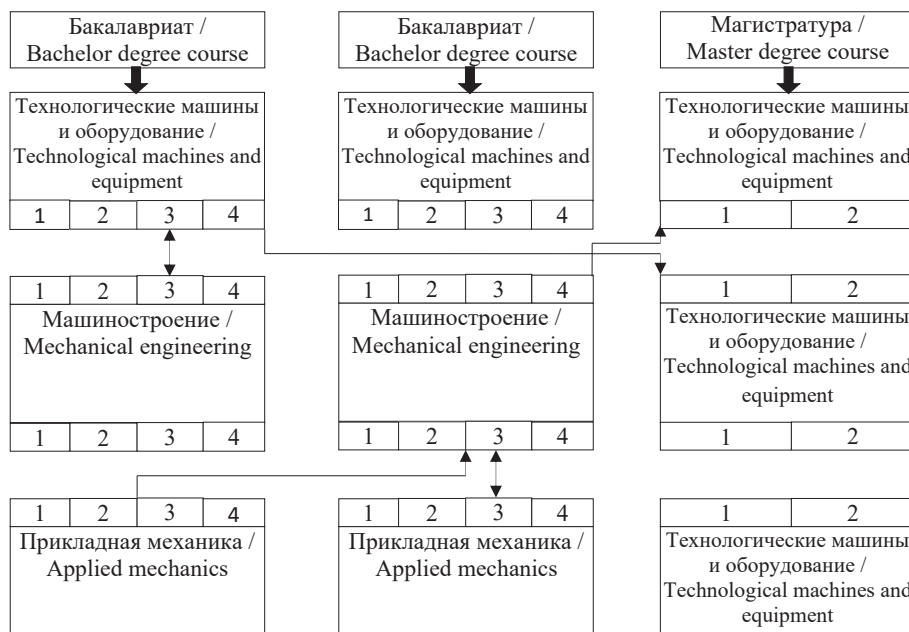 Бакалавриат /
Bachelor degree course
Бакалавриат /
Bachelor degree course
Магистратура /
Master degree course
Технологические машины
и оборудование /
Technological machines and
equipment
1 2 3 4
Технологические машины
и оборудование /
Technological machines and
equipment
1 2 3 4
Технологические машины
и оборудование /
Technological machines and
equipment
1 2
1 2 3 4
Машиностроение /
Mechanical engineering
1 2 3 4
1 2 3 4
Машиностроение /
Mechanical engineering
1 2 3 4
1 2
Технологические машины
и оборудование /
Technological machines and
equipment
1 2
1 2 3 4
Прикладная механика /
Applied mechanics
1 2 3 4
Прикладная механика /
Applied mechanics
1 2
Технологические машины
и оборудование /
Technological machines and
equipment